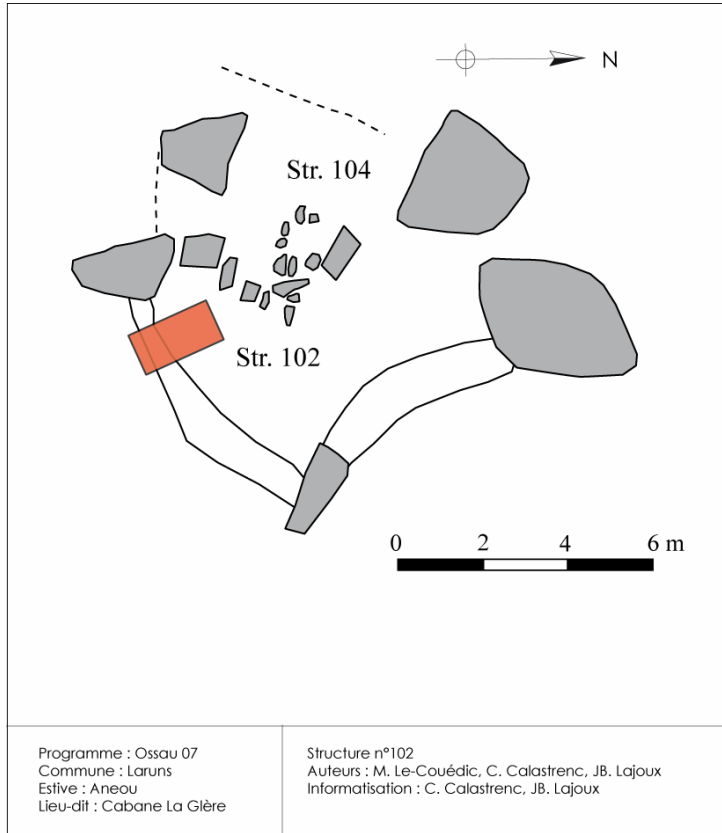 N
Str. 104
Str. 102
0 2 4 6 m
Programme : Ossau 07
Commune : Laruns
Estive : Aneou
Lieu-dit : Cabane La Glère
Structure n°102
Auteurs : M. Le-Couédic, C. Calastrenc, JB. Lajoux
Informatisation : C. Calastrenc, JB. Lajoux